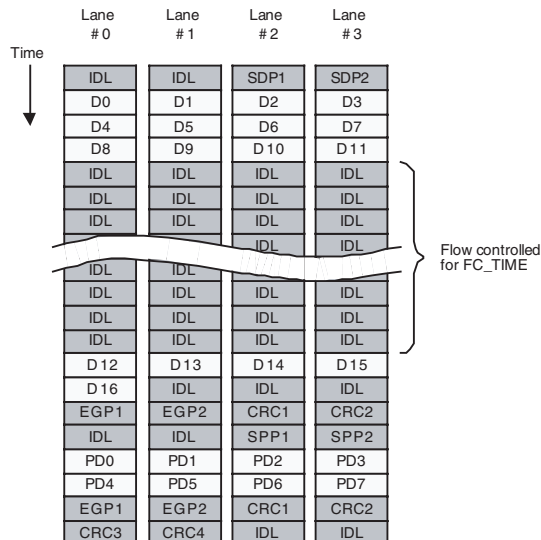 Lane Lane Lane Lane
# 0 # 1 # 2 # 3
Time
IDL IDL SDP1 SDP2
D0 D1 D2 D3
D4 D5 D6 D7
D8 D9 D10 D11
IDL IDL IDL IDL
IDL IDL IDL IDL
IDL IDL IDL IDL
IDL IDL
Flow controlled
for FC_TIME
IDL IDL
IDL IDL IDL IDL
IDL IDL IDL IDL
IDL IDL IDL IDL
D12 D13 D14 D15
D16 IDL IDL IDL
EGP1 EGP2 CRC1 CRC2
IDL IDL SPP1 SPP2
PD0 PD1 PD2 PD3
PD4 PD5 PD6 PD7
EGP1 EGP2 CRC1 CRC2
CRC3 CRC4 IDL IDL